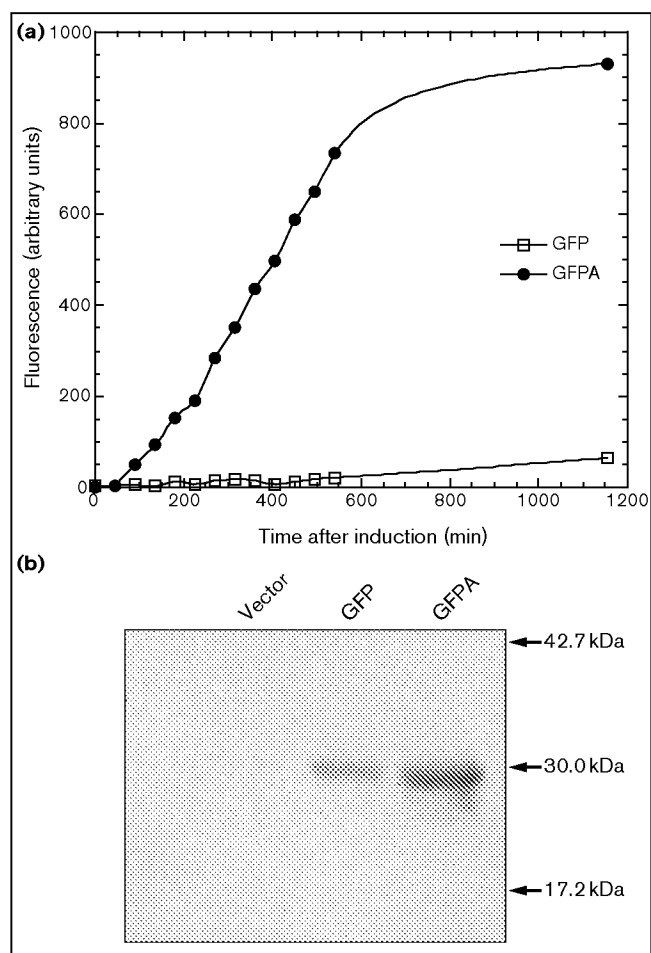 (a)
1000
800
600
400
200
0
Fluorescence (arbitrary units)
GFP
GFPA
0 200 400 600 800 1000 1200
Time after induction (min)
(b)
Vector GFP GFPA
42.7 kDa
30.0 kDa
17.2 kDa